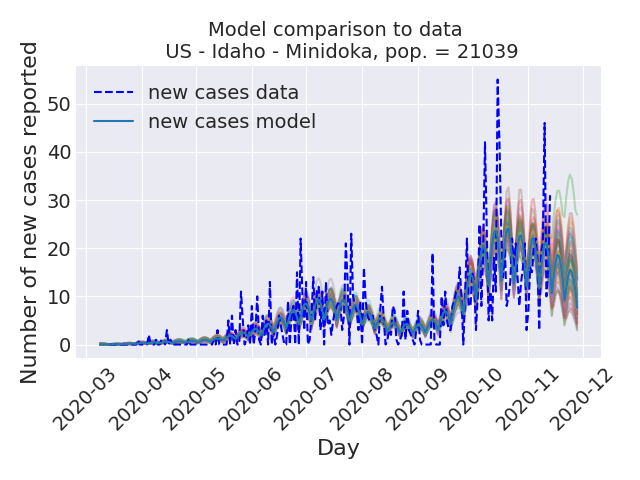 Model comparison to data
US - Idaho - Minidoka, pop. = 21039
Number of new cases reported
50
40
30
20
10
0
new cases data
new cases model
2020-03
2020-04
2020-05
2020-06
2020-07
2020-08
2020-09
2020-10
2020-11
2020-12
Day